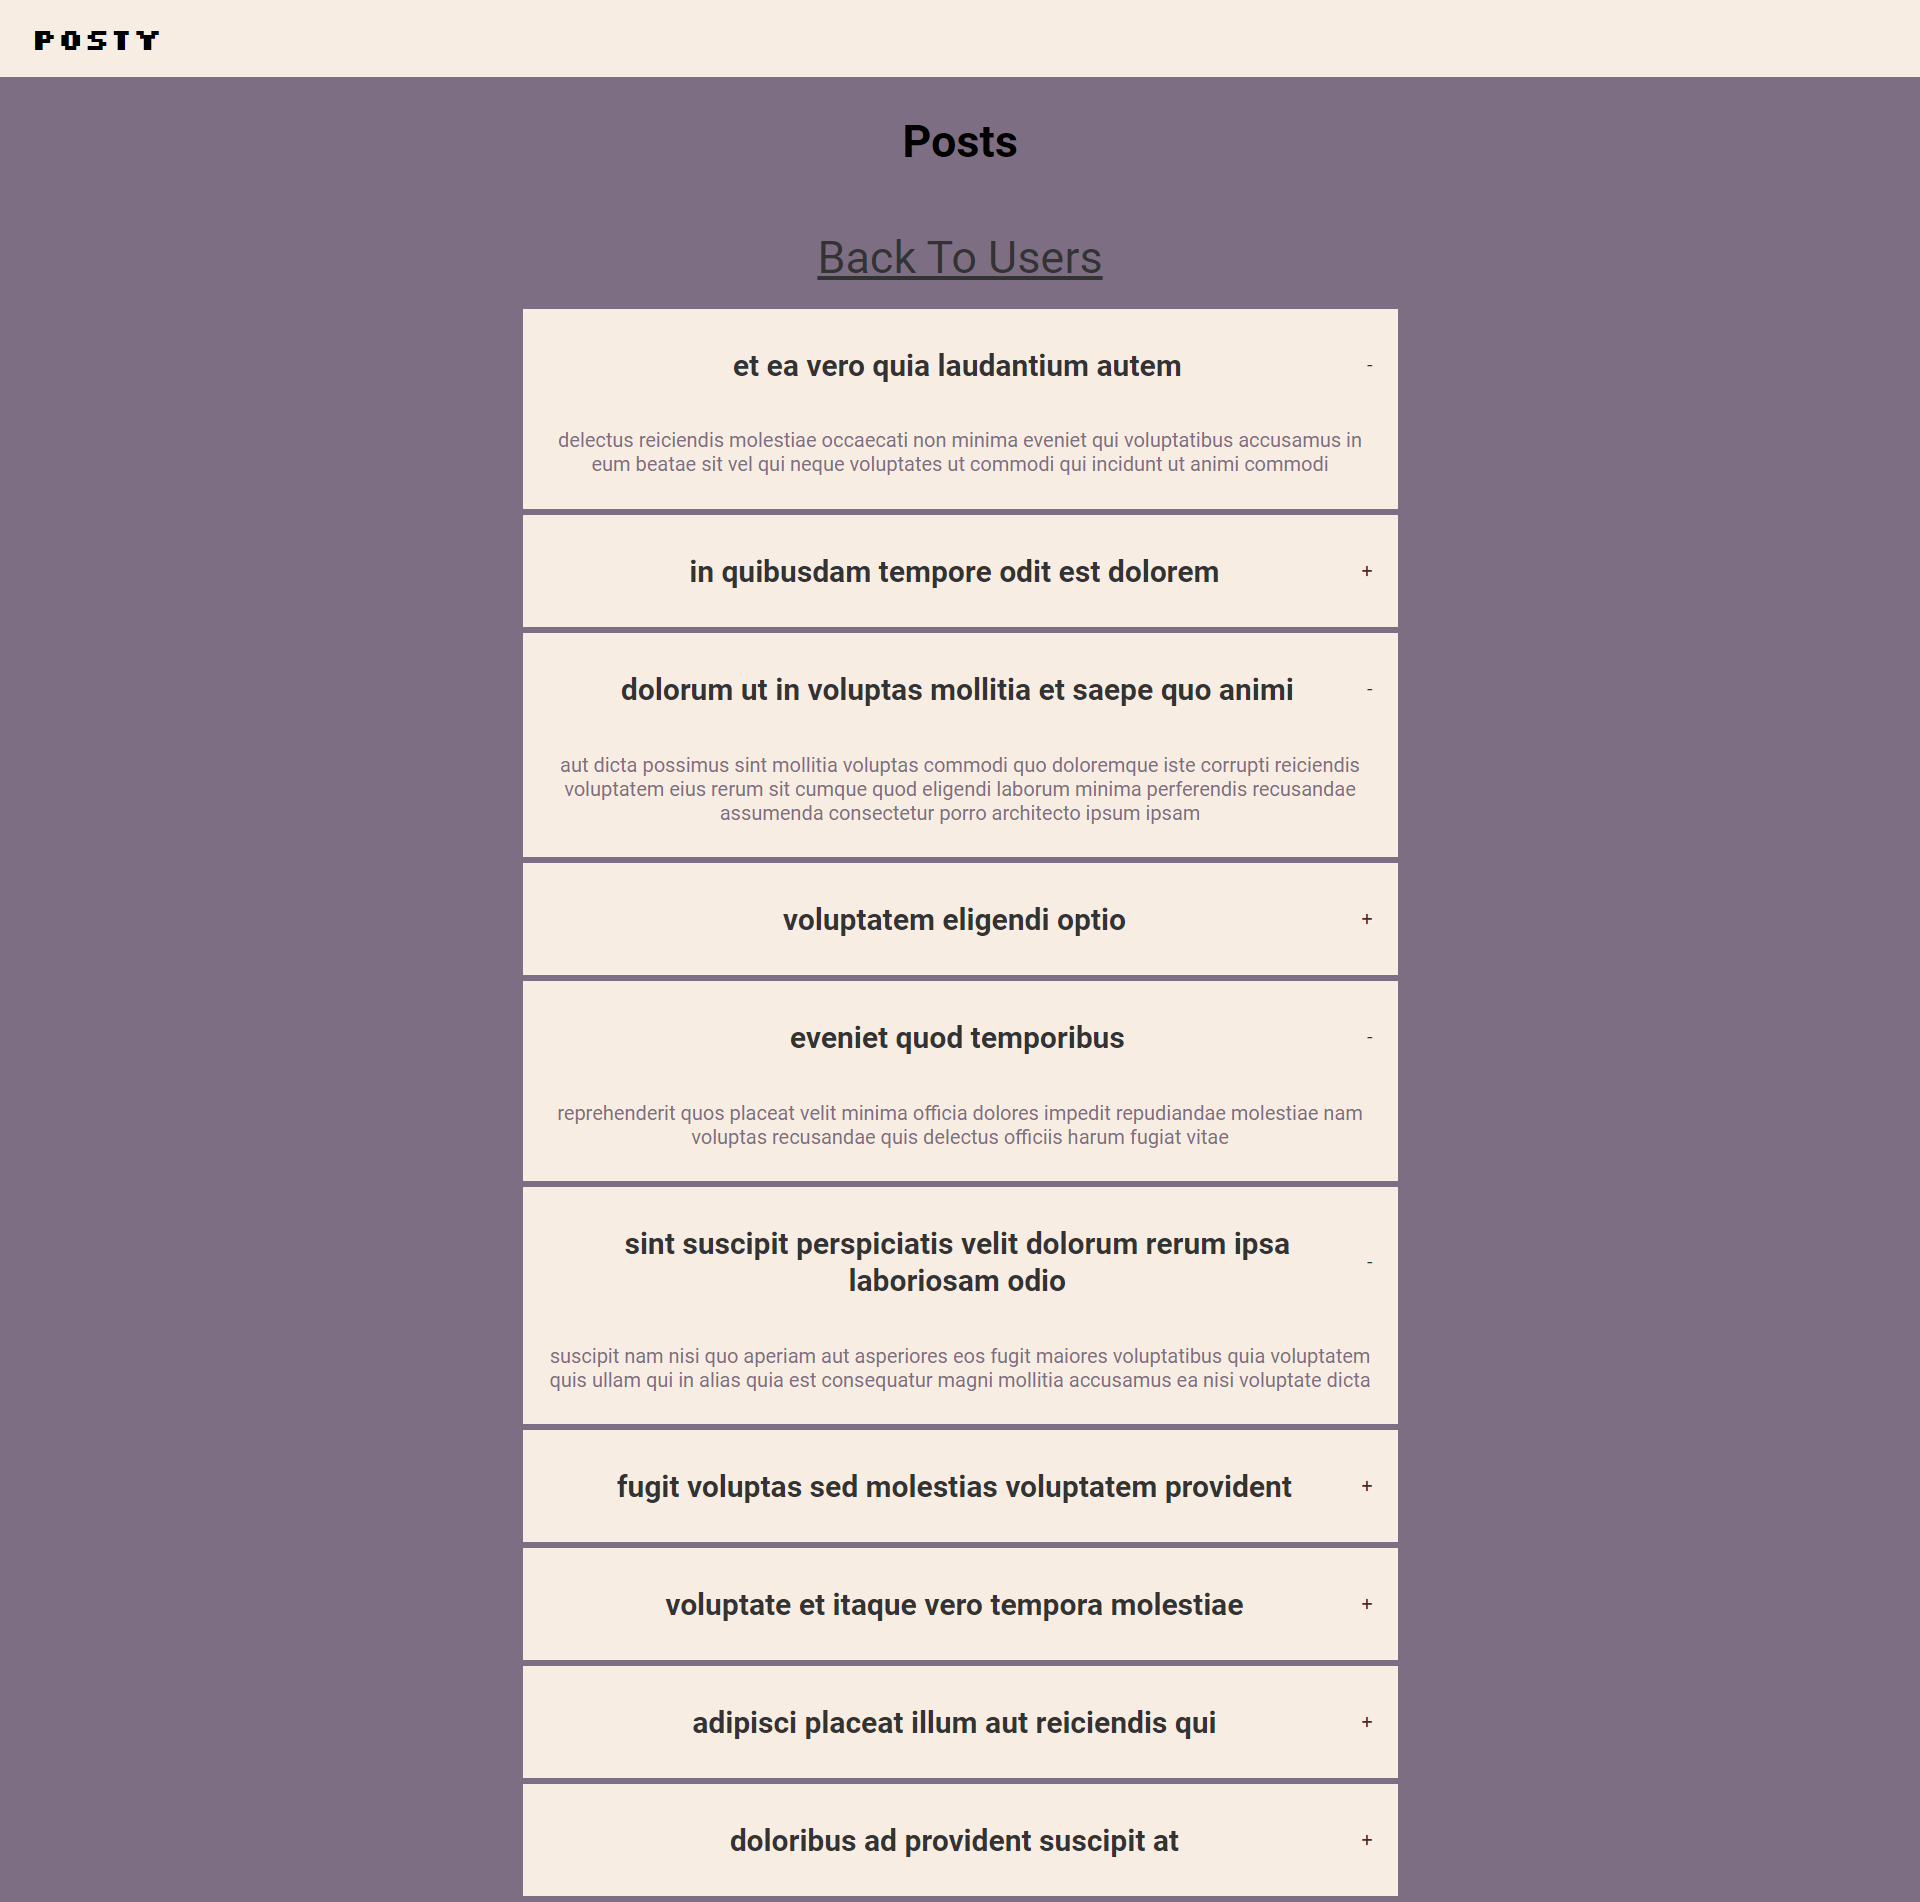 POSTY
Posts
Back To Users
et ea vero quia laudantium autem -
delectus reiciendis molestiae occaecati non minima eveniet qui voluptatibus accusamus in
eum beatae sit vel qui neque voluptates ut commodi qui incidunt ut animi commodi
in quibusdam tempore odit est dolorem +
dolorum ut in voluptas mollitia et saepe quo animi -
aut dicta possimus sint mollitia voluptas commodi quo doloremque iste corrupti reiciendis
voluptatem eius rerum sit cumque quod eligendi laborum minima perferendis recusandae
assumenda consectetur porro architecto ipsum ipsam
voluptatem eligendi optio +
eveniet quod temporibus -
reprehenderit quos placeat velit minima officia dolores impedit repudiandae molestiae nam
voluptas recusandae quis delectus officiis harum fugiat vitae
sint suscipit perspiciatis velit dolorum rerum ipsa
laboriosam odio -
suscipit nam nisi quo aperiam aut asperiores eos fugit maiores voluptatibus quia voluptatem
quis ullam qui in alias quia est consequatur magni mollitia accusamus ea nisi voluptate dicta
fugit voluptas sed molestias voluptatem provident +
voluptate et itaque vero tempora molestiae +
adipisci placeat illum aut reiciendis qui +
doloribus ad provident suscipit at +